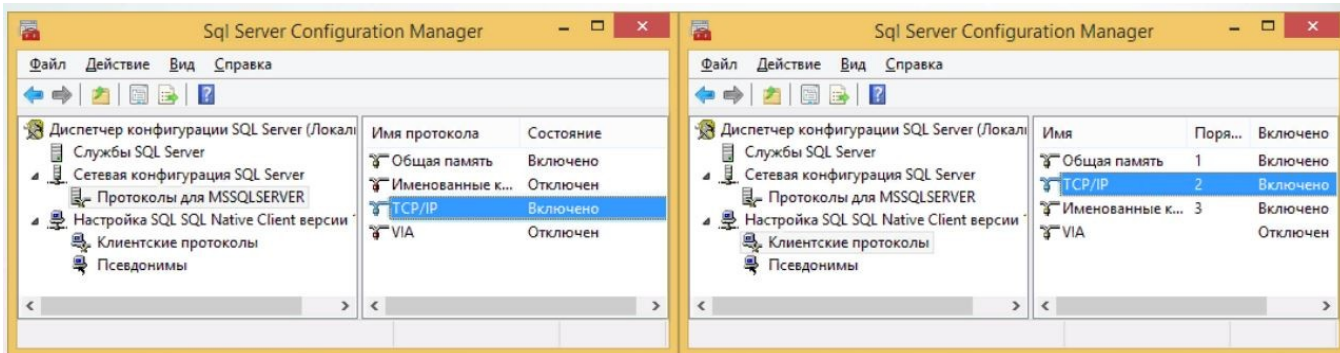 Sql Server Configuration Manager
Файл Действие Вид Справка
Диспетчер конфигурации SQL Server (Локалі
Службы SQL Server
Сетевая конфигурация SQL Server
Протоколы для MSSQLSERVER
Настройка SQL SQL Native Client версии
Клиентские протоколы
Псевдонимы
Имя протокола Состояние
Общая память Включено
Именованные к... Отключен
TCP/IP Включено
VIA Отключен
Sql Server Configuration Manager
Файл Действие Вид Справка
Диспетчер конфигурации SQL Server (Локалі
Службы SQL Server
Сетевая конфигурация SQL Server
Протоколы для MSSQLSERVER
Настройка SQL SQL Native Client версии
Клиентские протоколы
Псевдонимы
Имя Поря... Включено
Общая память 1 Включено
TCP/IP 2 Включено
Именованные к... 3 Включено
VIA Отключен